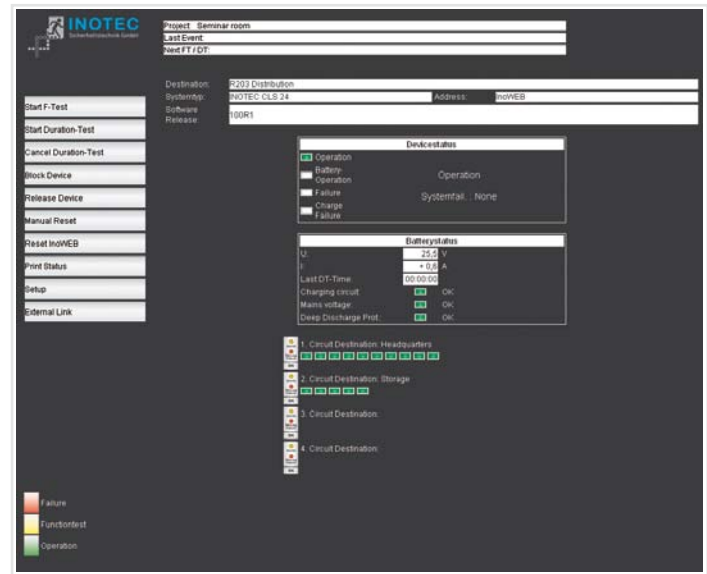 INOTEC
Sicherheitstechnik GmbH
Project: Seminar room
Last Event:
Next FT / DT:
Destination: R203 Distribution
Systemtyp: INOTEC CLS 24 Address: InoWEB
Software
Release: 100R1
Start F-Test
Start Duration-Test
Cancel Duration-Test
Block Device
Release Device
Manual Reset
Reset InoWEB
Print Status
Setup
External Link
Devicestatus
Operation
Battery-
Operation
Failure
Charge
Failure
Operation
Systemfail. : None
Batterystatus
U: 25,5 V
I: + 0,6 A
Last DT-Time: 00:00:00
Charging circuit: OK
Mains voltage: OK
Deep Discharge Prot.: OK
1. Circuit Destination: Headquarters
2. Circuit Destination: Storage
3. Circuit Destination:
4. Circuit Destination:
Failure
Functiontest
Operation